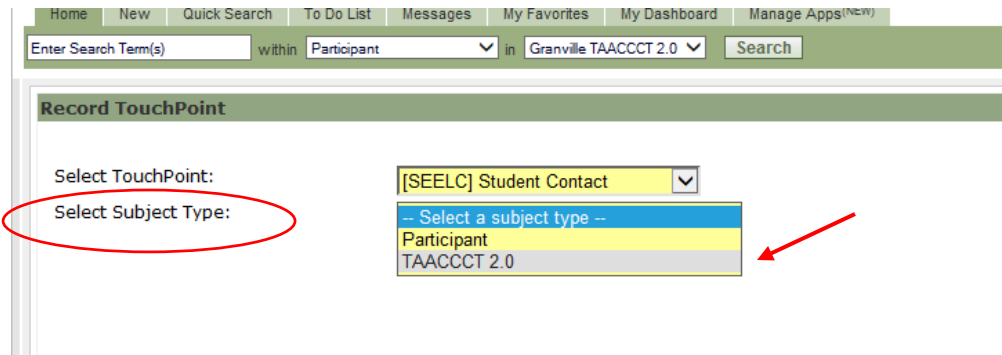 Home New Quick Search To Do List Messages My Favorites My Dashboard Manage Apps(NEW)
Enter Search Term(s) within Participant in Granville TAACCCT 2.0 Search
Record TouchPoint
Select TouchPoint: [SEELC] Student Contact
Select Subject Type: -- Select a subject type --
Participant
TAACCCT 2.0